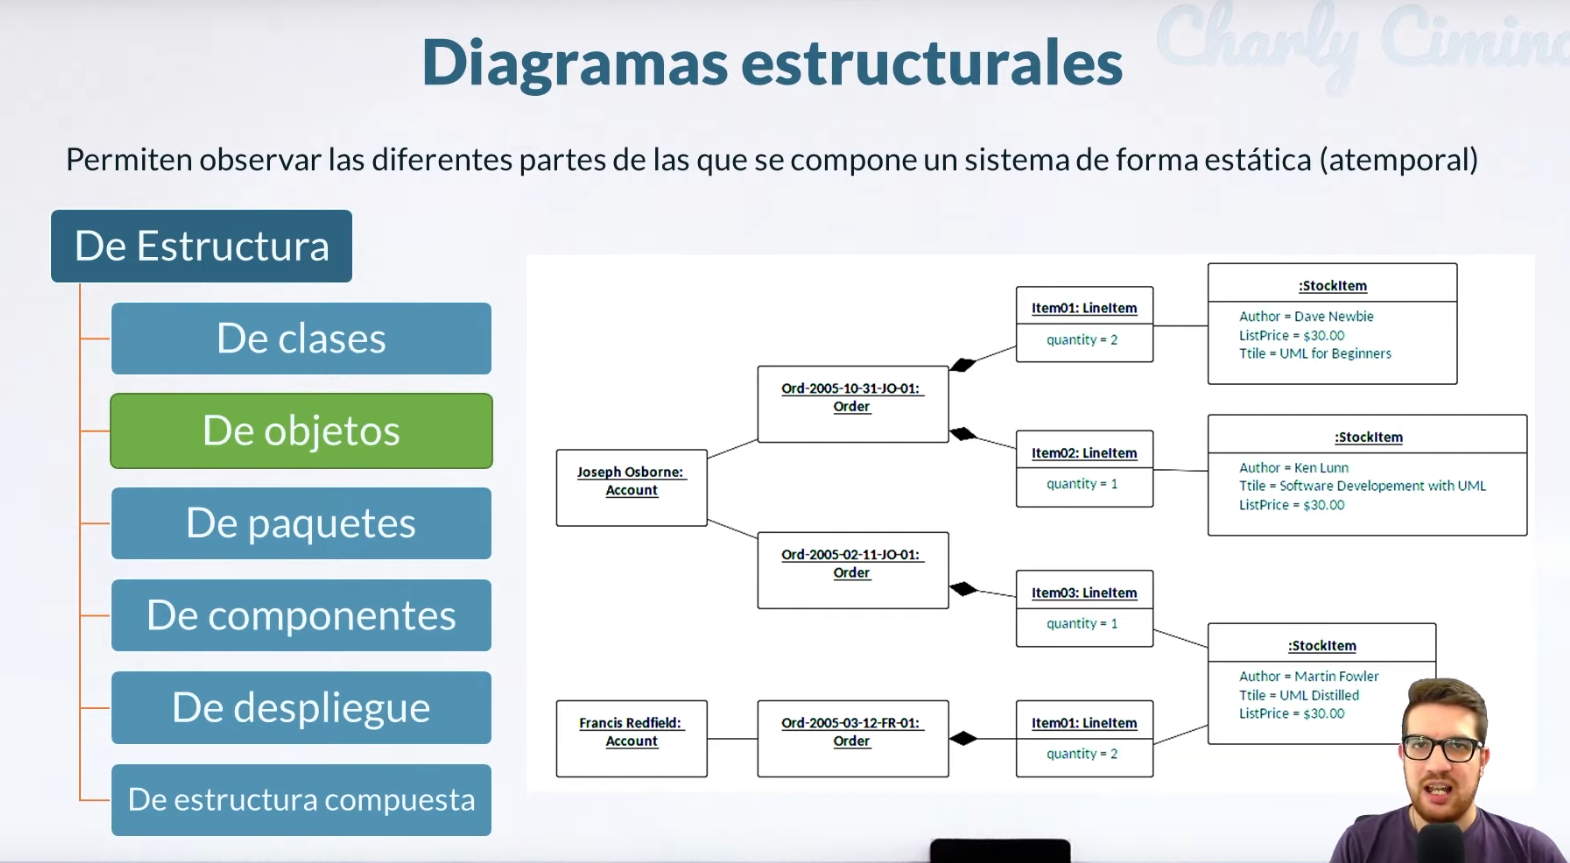 Charly Cimino
Diagramas estructurales
Permiten observar las diferentes partes de las que se compone un sistema de forma estática (atemporal)
De Estructura
De clases
De objetos
De paquetes
De componentes
De despliegue
De estructura compuesta
Joseph Osborne:
Account
Ord-2005-10-31-JO-01:
Order
Item01: LineItem
quantity = 2
:StockItem
Author = Dave Newbie
ListPrice = $30.00
Ttile = UML for Beginners
Item02: LineItem
quantity = 1
:StockItem
Author = Ken Lunn
Ttile = Software Developement with UML
ListPrice = $30.00
Ord-2005-02-11-JO-01:
Order
Item03: LineItem
quantity = 1
:StockItem
Author = Martin Fowler
Ttile = UML Distilled
ListPrice = $30.00
Francis Redfield:
Account
Ord-2005-03-12-FR-01:
Order
Item01: LineItem
quantity = 2